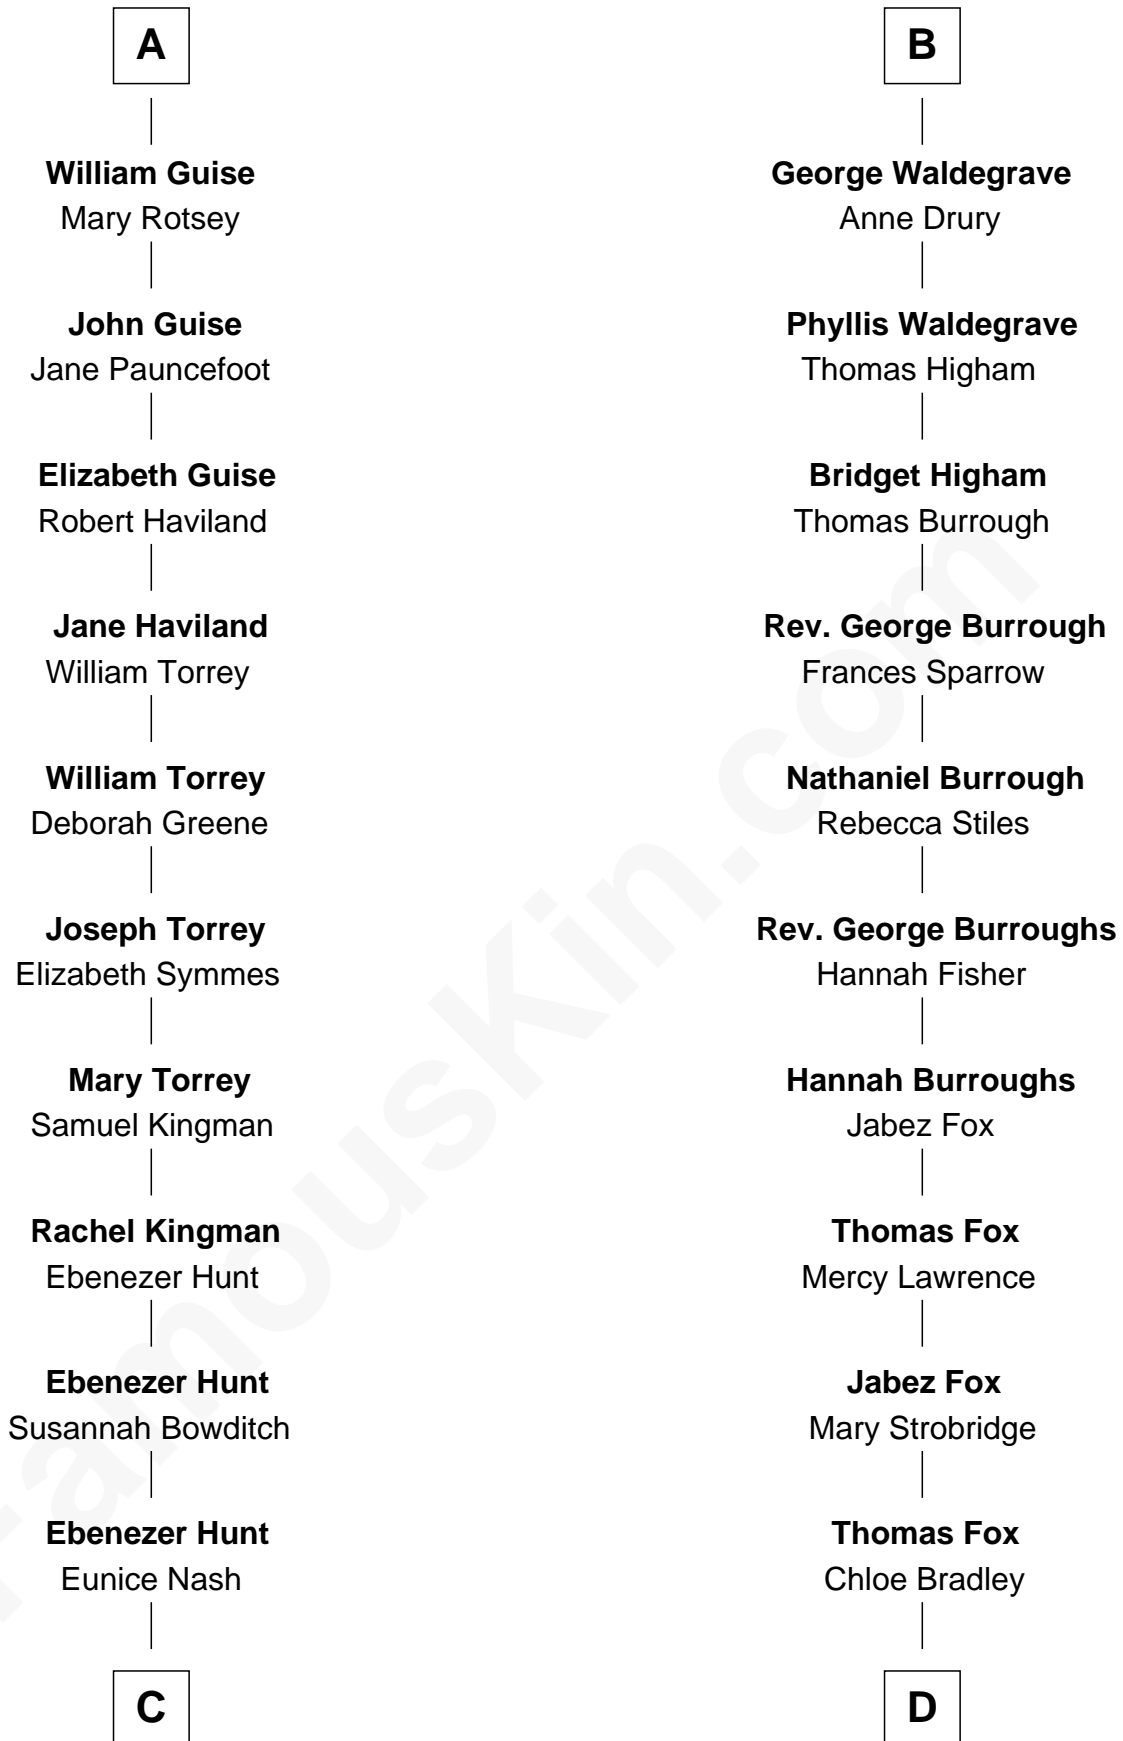 A
William Guise
Mary Rotsey
John Guise
Jane Pauncefoot
Elizabeth Guise
Robert Haviland
Jane Haviland
William Torrey
William Torrey
Deborah Greene
Joseph Torrey
Elizabeth Symmes
Mary Torrey
Samuel Kingman
Rachel Kingman
Ebenezer Hunt
Ebenezer Hunt
Susannah Bowditch
Ebenezer Hunt
Eunice Nash
C
B
George Waldegrave
Anne Drury
Phyllis Waldegrave
Thomas Higham
Bridget Higham
Thomas Burrough
Rev. George Burrough
Frances Sparrow
Nathaniel Burrough
Rebecca Stiles
Rev. George Burroughs
Hannah Fisher
Hannah Burroughs
Jabez Fox
Thomas Fox
Mercy Lawrence
Jabez Fox
Mary Strobridge
Thomas Fox
Chloe Bradley
D
FamousKin.com